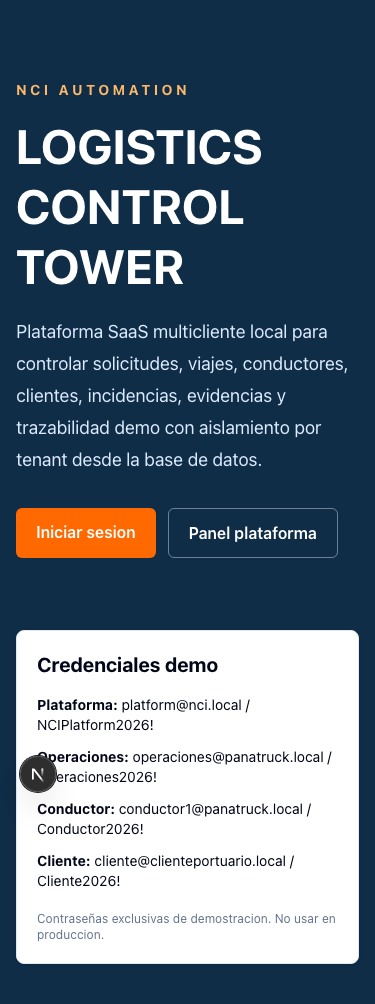 NCI AUTOMATION
LOGISTICS
CONTROL
TOWER
Plataforma SaaS multicliente local para
controlar solicitudes, viajes, conductores,
clientes, incidencias, evidencias y
trazabilidad demo con aislamiento por
tenant desde la base de datos.
Iniciar sesion
Panel plataforma
Credenciales demo
Plataforma: platform@nci.local /
NCIPlatform2026!
Operaciones: operaciones@panatruck.local /
N
eraciones2026!
Conductor: conductor1@panatruck.local /
Conductor2026!
Cliente: cliente@clienteportuario.local /
Cliente2026!
Contraseñas exclusivas de demostracion. No usar en
produccion.